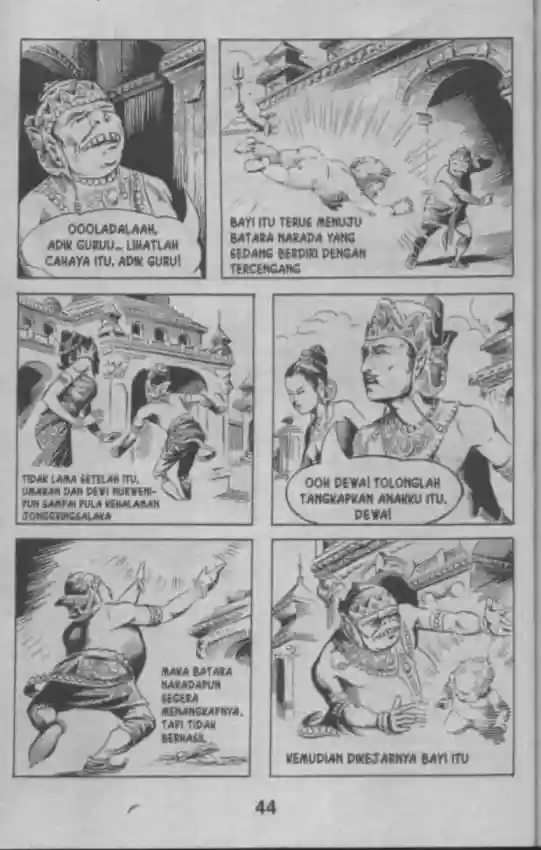 OOOLADALAAH,
ADIK GURUU... LIHATLAH
CAHAYA ITU, ADIK GURU!
BAYI ITU TERUS MENUJU
BATARA NARADA YANG
SEDANG BERDIRI DENGAN
TERCENGANG
TIDAK LAMA SETELAH ITU,
UMARAN DAN DEWI NURWENI-
PUN SAMPAI PULA KEHALAMAN
JONGGRINGSALAKA
OOH DEWA! TOLONGLAH
TANGKAPKAN ANAKKU ITU,
DEWA!
MAKA BATARA
NARADAPUN
SEGERA
MENANGKAPNYA.
TAPI TIDAK
BERHASIL
KEMUDIAN DIKEJARNYA BAYI ITU
44